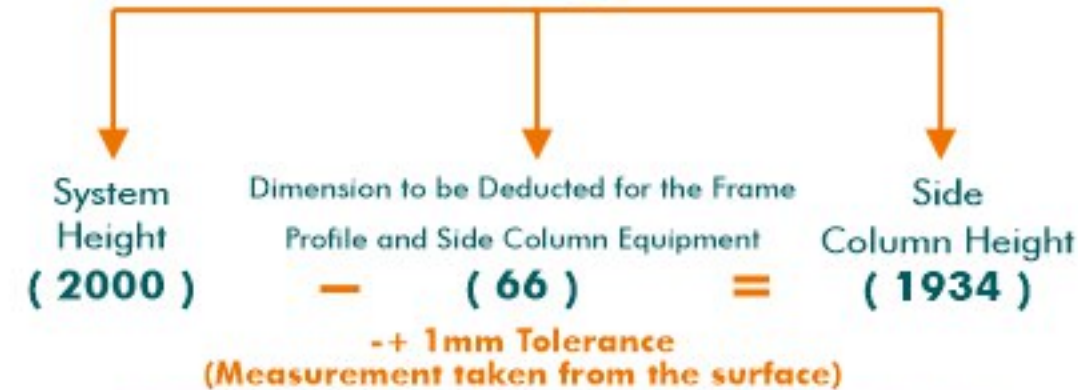 System
Height
( 2000 )
−
Dimension to be Deducted for the Frame
Profile and Side Column Equipment
( 66 )
=
Side
Column Height
( 1934 )
-+ 1mm Tolerance
(Measurement taken from the surface)